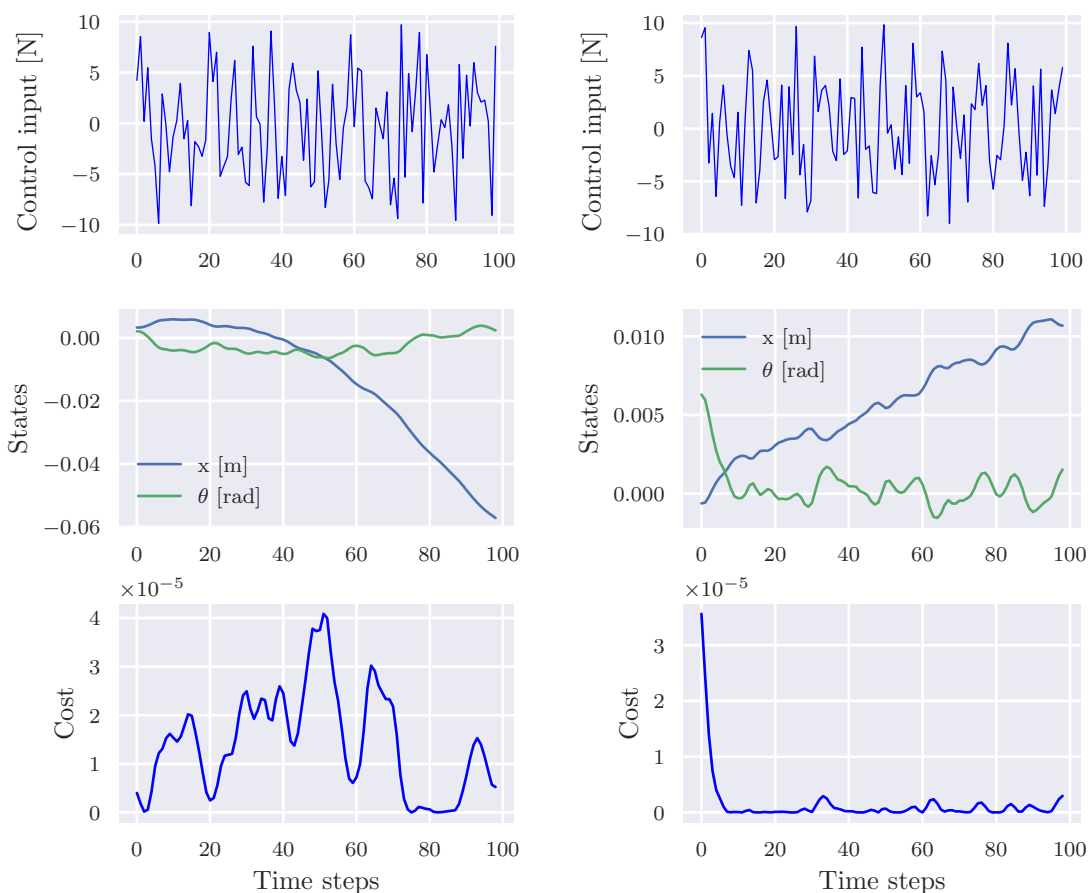 Control input [N]
10
5
0
−5
−10
0 20 40 60 80 100
Control input [N]
10
5
0
−5
−10
0 20 40 60 80 100
States
0.00
−0.02
−0.04
−0.06
x [m]
θ [rad]
0 20 40 60 80 100
States
0.010
0.005
0.000
x [m]
θ [rad]
0 20 40 60 80 100
×10⁻⁵
Cost
4
3
2
1
0
0 20 40 60 80 100
Time steps
×10⁻⁵
Cost
3
2
1
0
0 20 40 60 80 100
Time steps